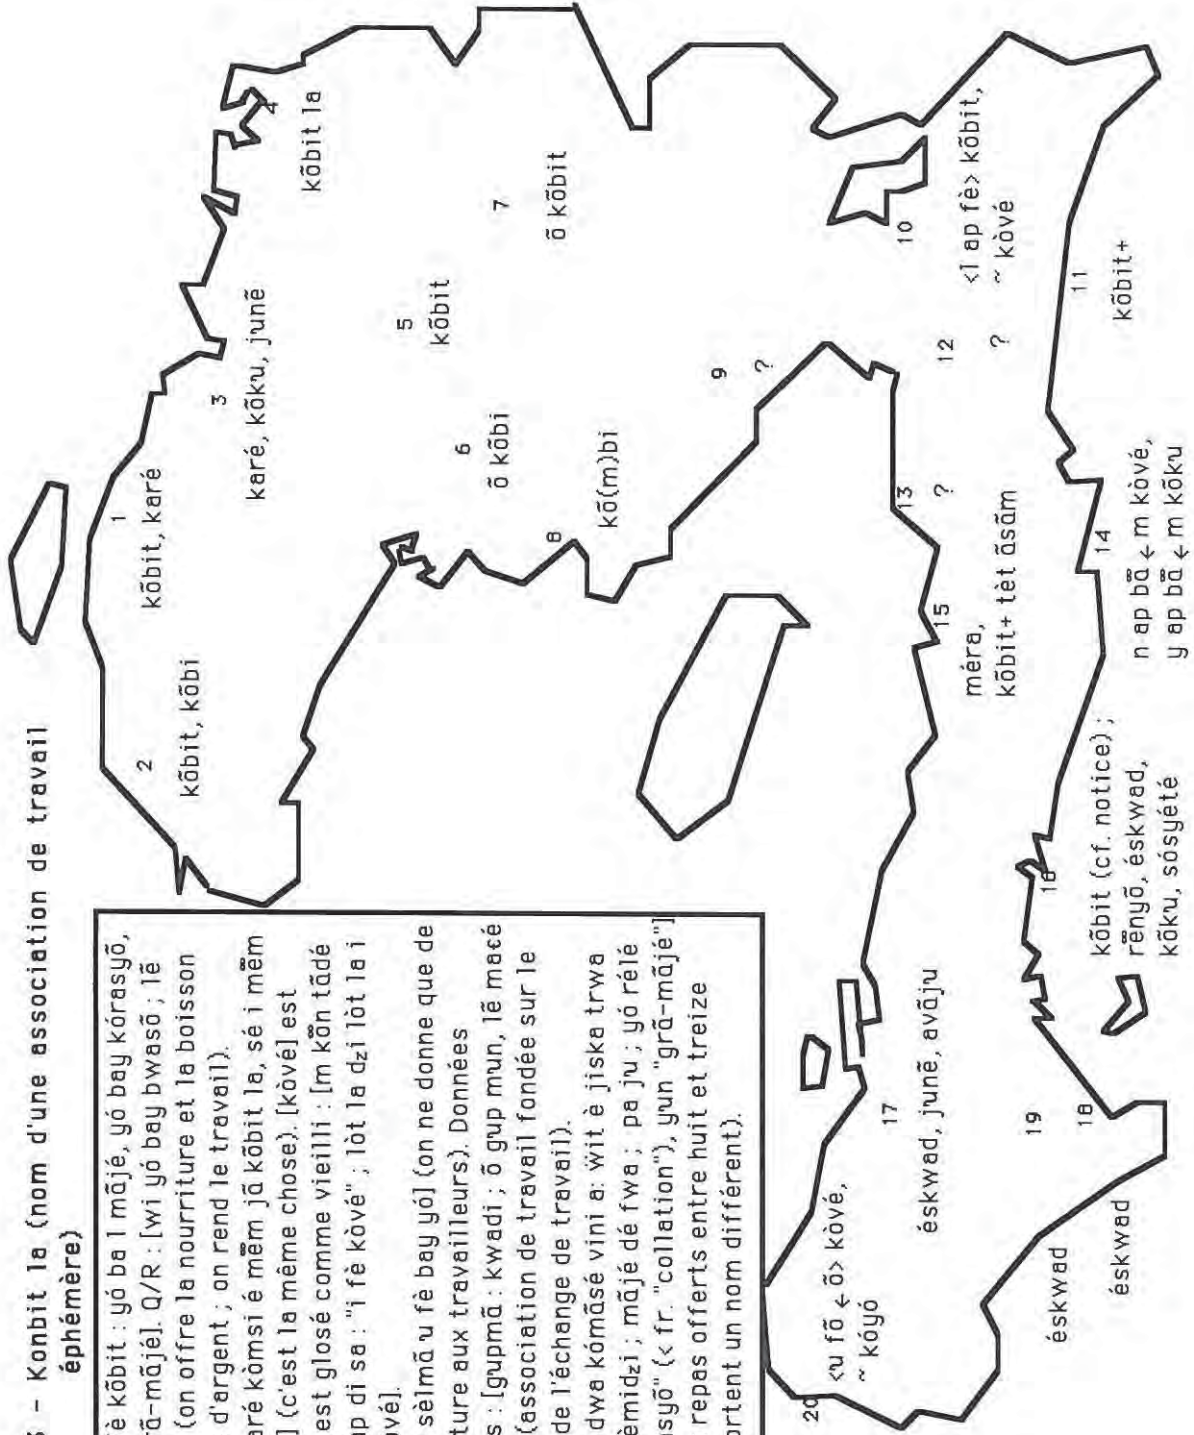 – Konbit la (nom d'une association de travail
éphémère)
kõbit : yó ba l mãjé, yó bay kórasyõ,
rã-mãjé]. Q/R : [wi yó bay bwasõ ; lẽ
(on offre la nourriture et la boisson
d'argent ; on rend le travail).
aré kòmsi é mẽm jã kõbit la, sé i mẽm
] (c'est la même chose). [kòvé] est
est glosé comme vieilli : [m kõn tãdé
ap di sa : "i fè kòvé" ; lòt la dzi lòt la i
òvé].
sèlmã u fè bay yó] (on ne donne que de
ture aux travailleurs). Données
s : [gupmã : kwadi ; õ gup mun, lẽ maɛé
(association de travail fondée sur le
de l'échange de travail).
dwa kómãsé vini a: Ẅit è jiska trwa
èmidzi ; mãjé dé fwa ; pa ju ; yó rélé
asyõ" (< fr. "collation"), yun "grã-mãjé"]
repas offerts entre huit et treize
ortent un nom différent).
1
kõbit, karé
2
kõbit, kõbi
3
karé, kõku, junẽ
4
kõbit la
5
kõbit
6
õ kõbi
7
õ kõbit
8
kõ(m)bi
9
?
10
<l ap fè> kõbit,
~ kòvé
11
kõbit+
12
?
13
?
14
n ap bã ← m kòvé,
y ap bã ← m kõku
15
méra,
kõbit+ tèt ãsãm
16
kõbit (cf. notice) ;
rẽnyõ, éskwad,
kõku, sósyété
17
éskwad, junẽ, avãju
18
éskwad
19
éskwad
20
<u fõ ← õ> kòvé,
~ kóyó